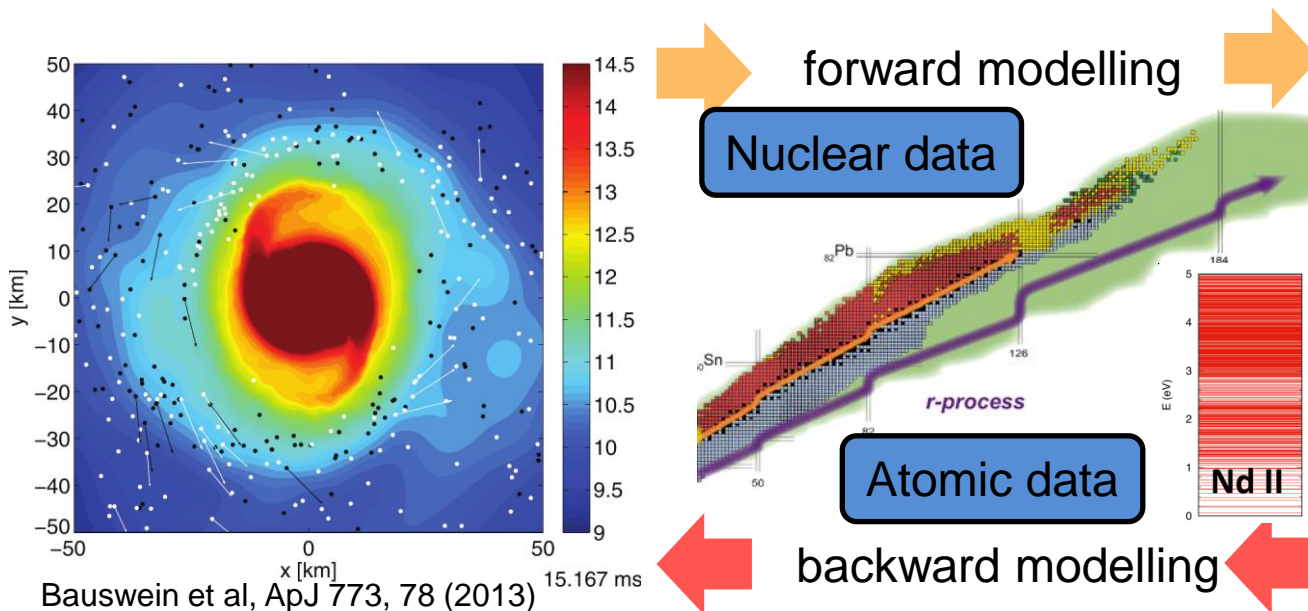 50
40
30
20
10
0
−10
−20
−30
−40
−50
y [km]
−50
0
50
x [km]
14.5
14
13.5
13
12.5
12
11.5
11
10.5
10
9.5
9
15.167 ms
Bauswein et al, ApJ 773, 78 (2013)
forward modelling
Nuclear data
82Pb
Sn
184
126
82
50
r-process
Atomic data
5
4
3
2
1
0
E (eV)
Nd II
backward modelling